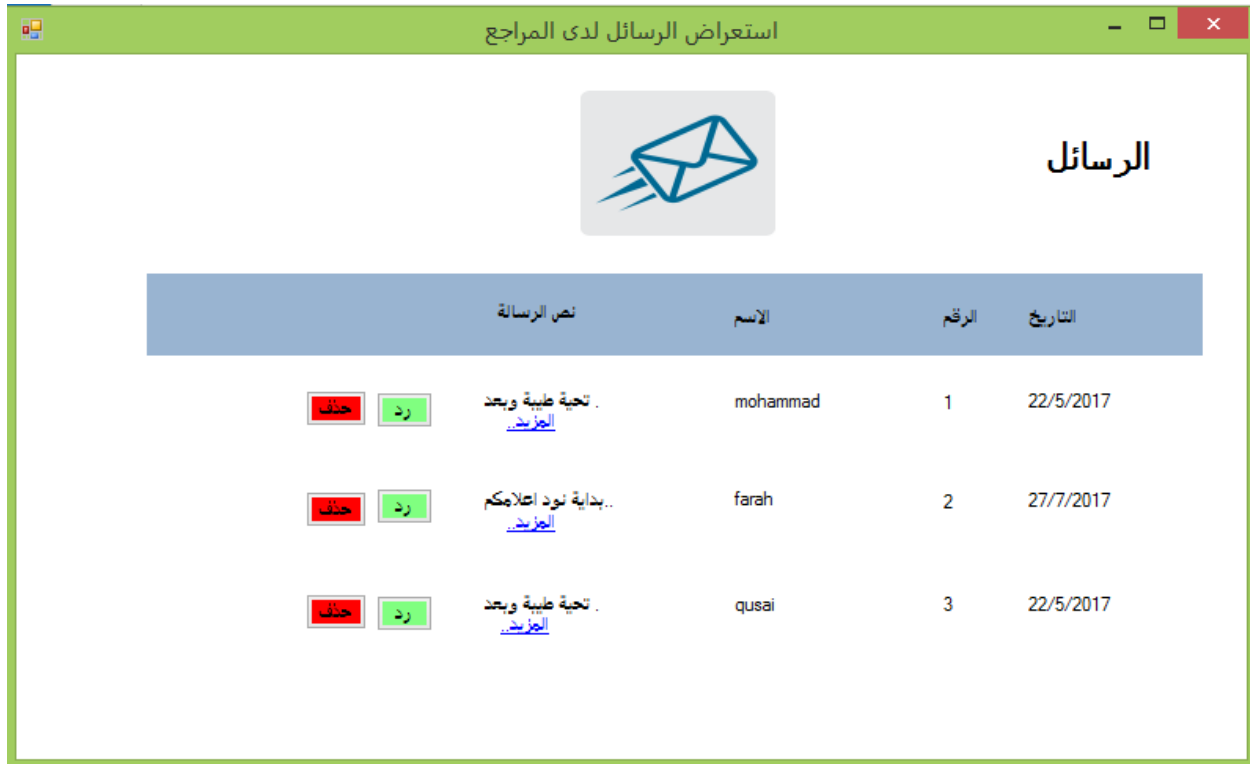 استعراض الرسائل لدى المراجع
الرسائل
التاريخ الرقم الاسم نص الرسالة
22/5/2017 1 mohammad . تحية طيبة وبعد رد حذف
المزيد..
27/7/2017 2 farah ..بداية نود اعلامكم رد حذف
المزيد..
22/5/2017 3 qusai . تحية طيبة وبعد رد حذف
المزيد..